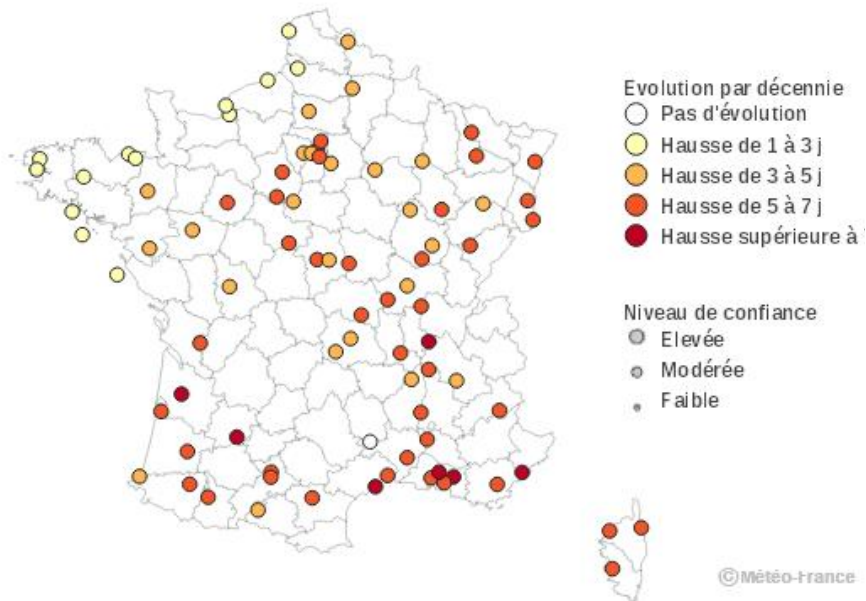 Evolution par décennie
Pas d'évolution
Hausse de 1 à 3 j
Hausse de 3 à 5 j
Hausse de 5 à 7 j
Hausse supérieure à
Niveau de confiance
Elevée
Modérée
Faible
©Météo-France